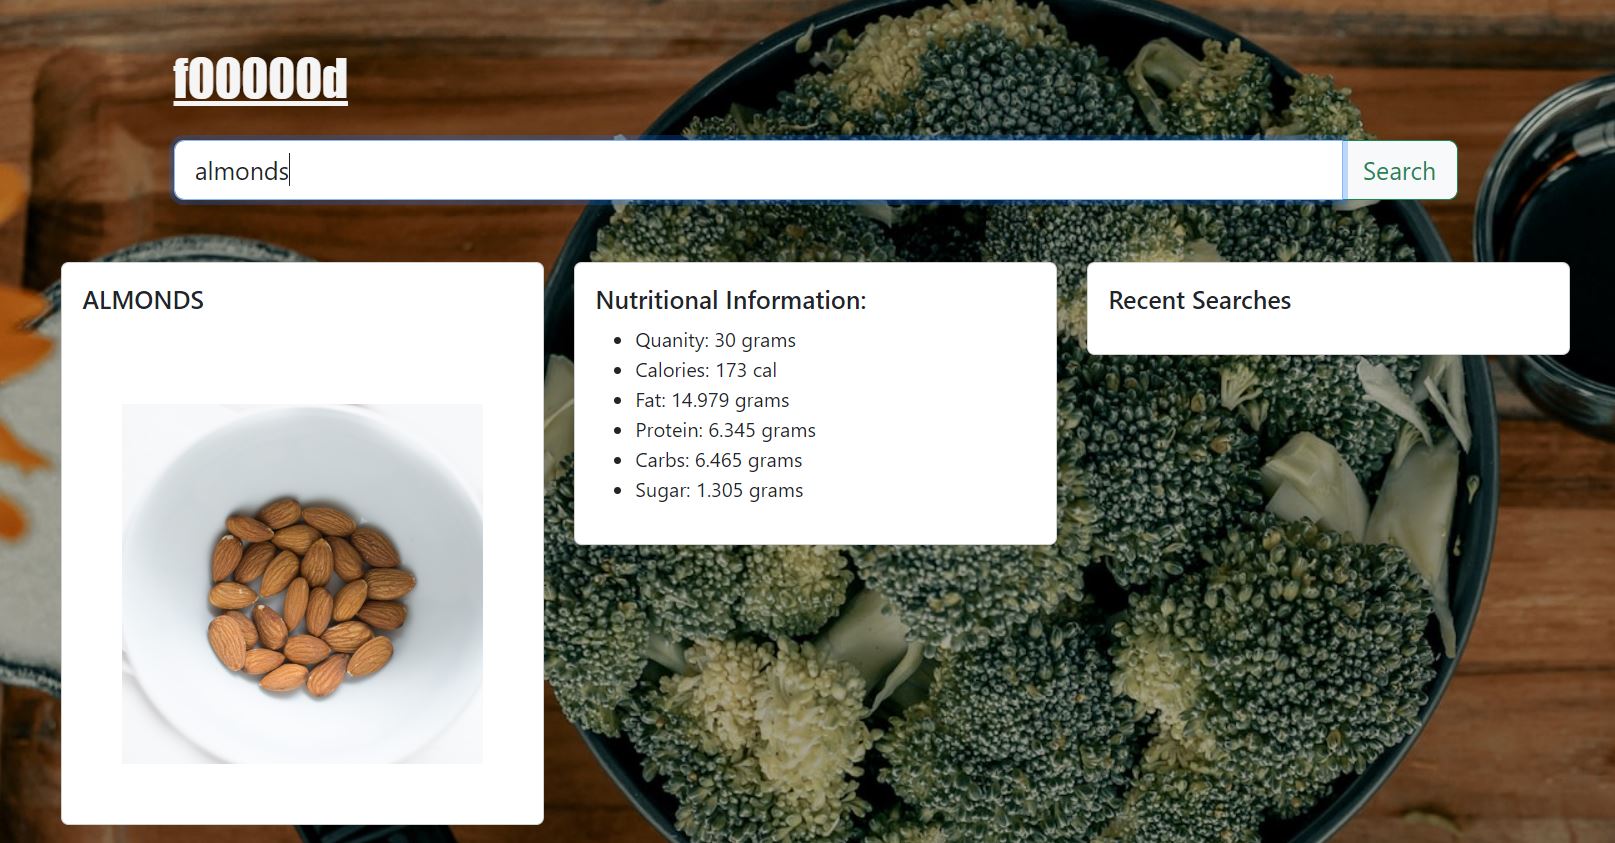 f00000d
almonds
Search
ALMONDS
Nutritional Information:
Quanity: 30 grams
Calories: 173 cal
Fat: 14.979 grams
Protein: 6.345 grams
Carbs: 6.465 grams
Sugar: 1.305 grams
Recent Searches